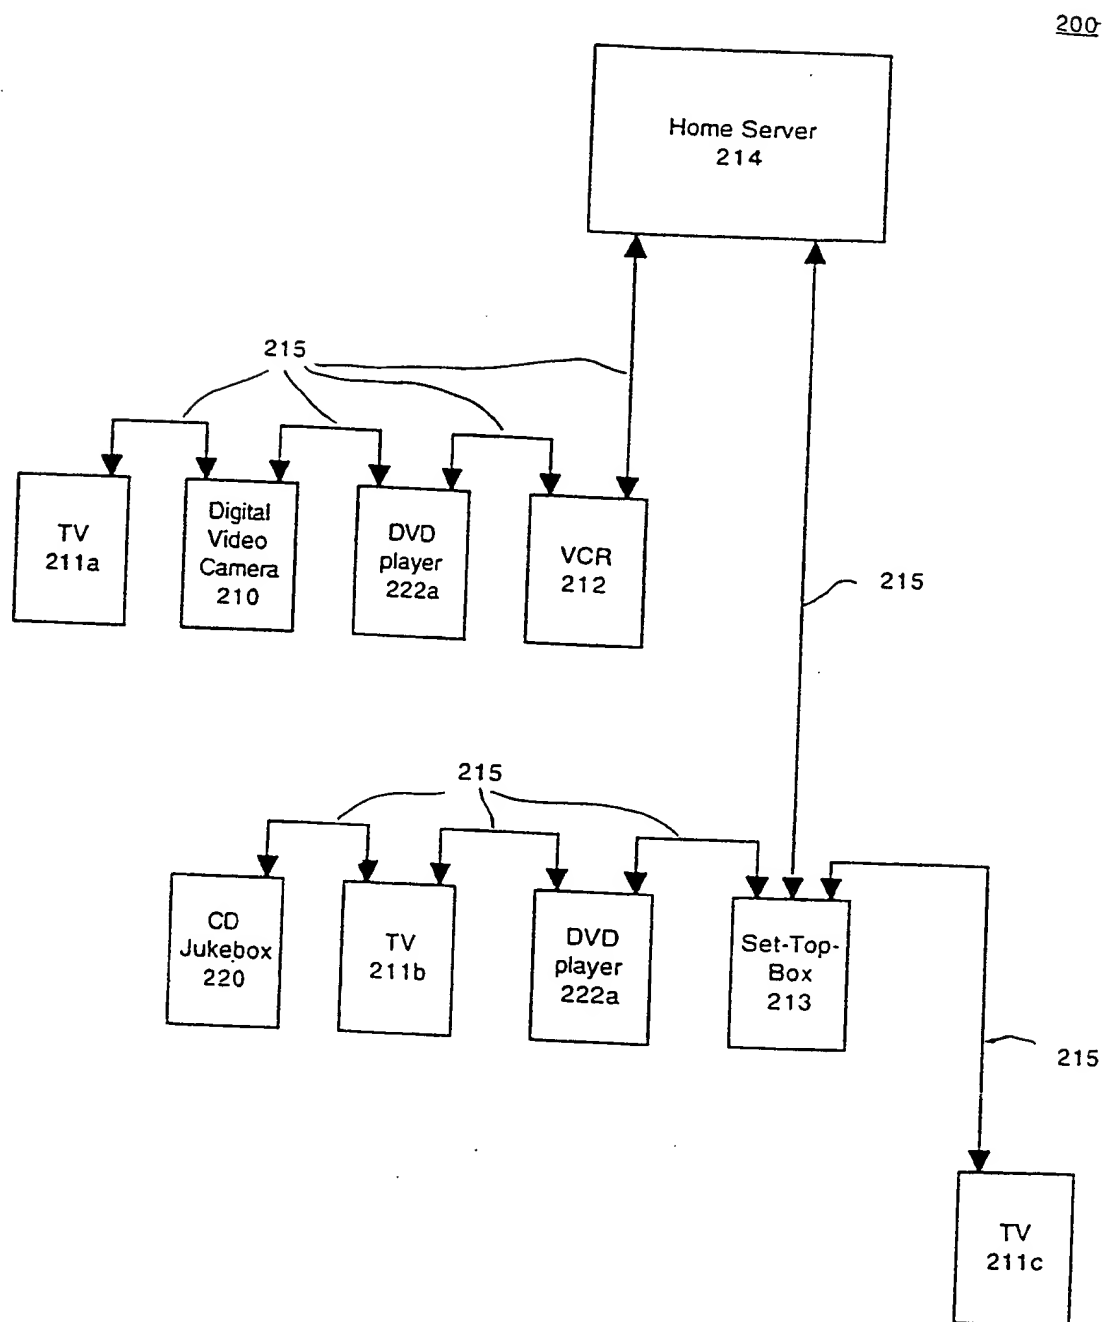 200
Home Server
214
215
TV
211a
Digital
Video
Camera
210
DVD
player
222a
VCR
212
215
215
CD
Jukebox
220
TV
211b
DVD
player
222a
Set-Top-
Box
213
215
TV
211c